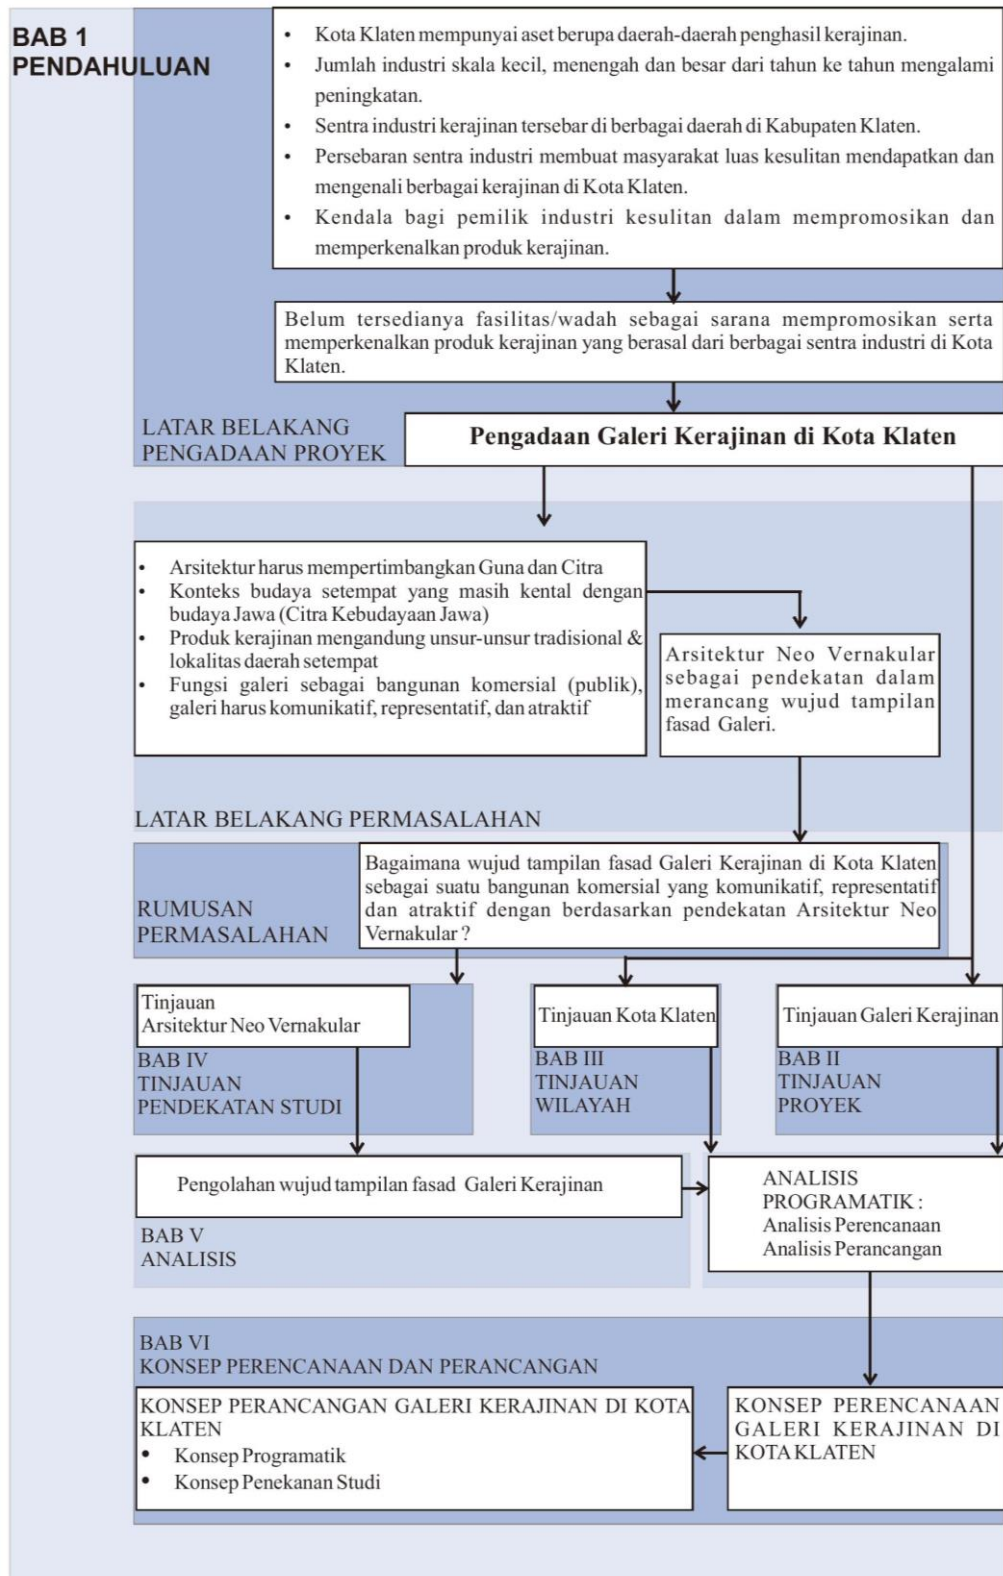 BAB 1
PENDAHULUAN
• Kota Klaten mempunyai aset berupa daerah-daerah penghasil kerajinan.
• Jumlah industri skala kecil, menengah dan besar dari tahun ke tahun mengalami
peningkatan.
• Sentra industri kerajinan tersebar di berbagai daerah di Kabupaten Klaten.
• Persebaran sentra industri membuat masyarakat luas kesulitan mendapatkan dan
mengenali berbagai kerajinan di Kota Klaten.
• Kendala bagi pemilik industri kesulitan dalam mempromosikan dan
memperkenalkan produk kerajinan.
Belum tersedianya fasilitas/wadah sebagai sarana mempromosikan serta
memperkenalkan produk kerajinan yang berasal dari berbagai sentra industri di Kota
Klaten.
LATAR BELAKANG
PENGADAAN PROYEK
Pengadaan Galeri Kerajinan di Kota Klaten
• Arsitektur harus mempertimbangkan Guna dan Citra
• Konteks budaya setempat yang masih kental dengan
budaya Jawa (Citra Kebudayaan Jawa)
• Produk kerajinan mengandung unsur-unsur tradisional &
lokalitas daerah setempat
• Fungsi galeri sebagai bangunan komersial (publik),
galeri harus komunikatif, representatif, dan atraktif
Arsitektur Neo Vernakular
sebagai pendekatan dalam
merancang wujud tampilan
fasad Galeri.
LATAR BELAKANG PERMASALAHAN
RUMUSAN
PERMASALAHAN
Bagaimana wujud tampilan fasad Galeri Kerajinan di Kota Klaten
sebagai suatu bangunan komersial yang komunikatif, representatif
dan atraktif dengan berdasarkan pendekatan Arsitektur Neo
Vernakular ?
Tinjauan
Arsitektur Neo Vernakular
BAB IV
TINJAUAN
PENDEKATAN STUDI
Tinjauan Kota Klaten
BAB III
TINJAUAN
WILAYAH
Tinjauan Galeri Kerajinan
BAB II
TINJAUAN
PROYEK
Pengolahan wujud tampilan fasad Galeri Kerajinan
BAB V
ANALISIS
ANALISIS
PROGRAMATIK :
Analisis Perencanaan
Analisis Perancangan
BAB VI
KONSEP PERENCANAAN DAN PERANCANGAN
KONSEP PERANCANGAN GALERI KERAJINAN DI KOTA
KLATEN
• Konsep Programatik
• Konsep Penekanan Studi
KONSEP PERENCANAAN
GALERI KERAJINAN DI
KOTA KLATEN